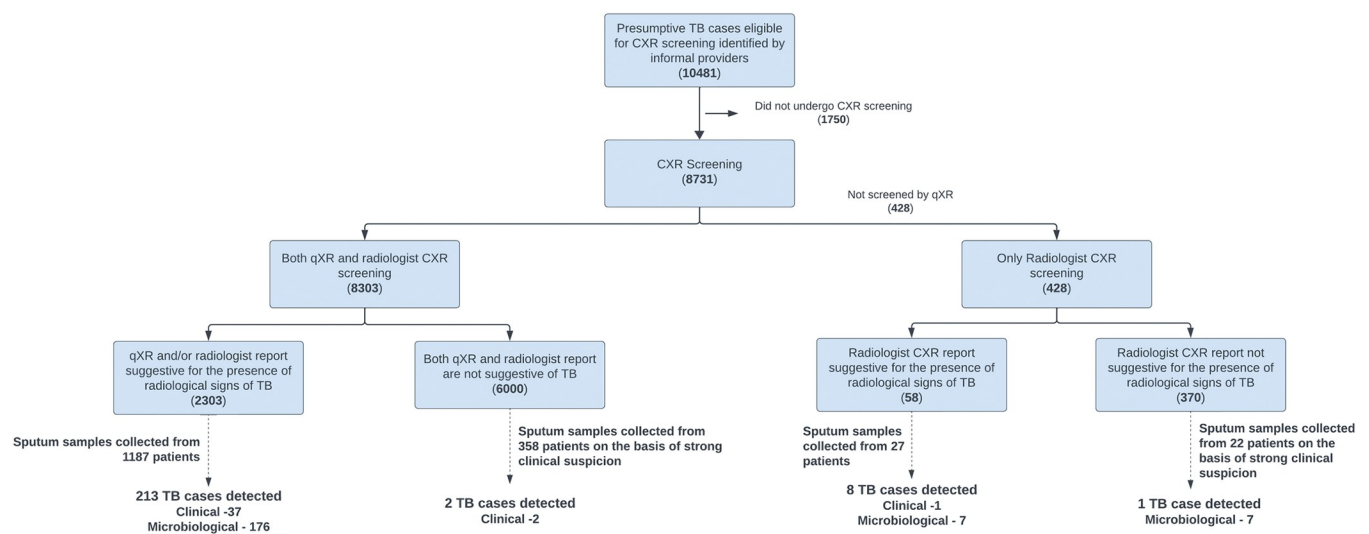 Presumptive TB cases eligible
for CXR screening identified by
informal providers
(10481)
Did not undergo CXR screening
(1750)
CXR Screening
(8731)
Not screened by qXR
(428)
Both qXR and radiologist CXR
screening
(8303)
Only Radiologist CXR
screening
(428)
qXR and/or radiologist report
suggestive for the presence of
radiological signs of TB
(2303)
Both qXR and radiologist report
are not suggestive of TB
(6000)
Radiologist CXR report
suggestive for the presence of
radiological signs of TB
(58)
Radiologist CXR report not
suggestive for the presence of
radiological signs of TB
(370)
Sputum samples collected from
1187 patients
Sputum samples collected from
358 patients on the basis of strong
clinical suspicion
Sputum samples
collected from 27
patients
Sputum samples collected
from 22 patients on the
basis of strong clinical
suspicion
213 TB cases detected
Clinical -37
Microbiological - 176
2 TB cases detected
Clinical -2
8 TB cases detected
Clinical -1
Microbiological - 7
1 TB case detected
Microbiological - 7